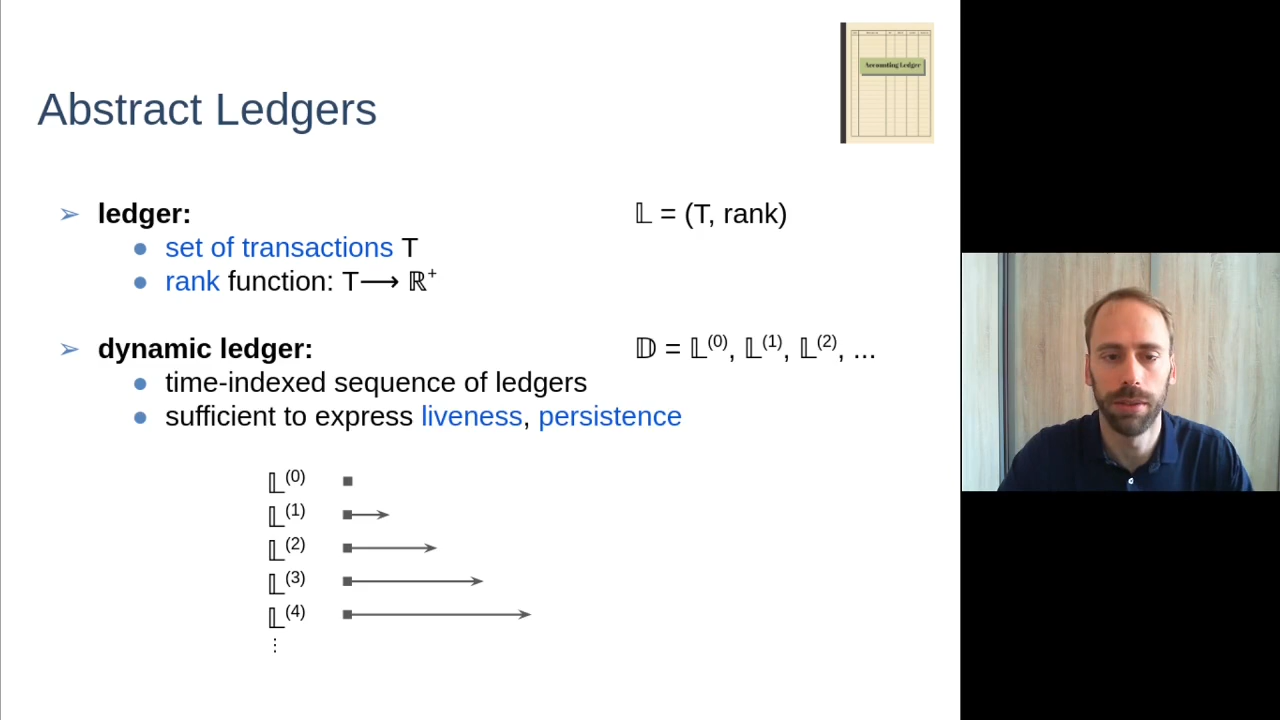 Accounting Ledger
Abstract Ledgers
➢ ledger: 𝕃 = (T, rank)
● set of transactions T
● rank function: T⟶ ℝ⁺
➢ dynamic ledger: 𝔻 = 𝕃⁽⁰⁾, 𝕃⁽¹⁾, 𝕃⁽²⁾, ...
● time-indexed sequence of ledgers
● sufficient to express liveness, persistence
𝕃⁽⁰⁾
𝕃⁽¹⁾
𝕃⁽²⁾
𝕃⁽³⁾
𝕃⁽⁴⁾
⋮